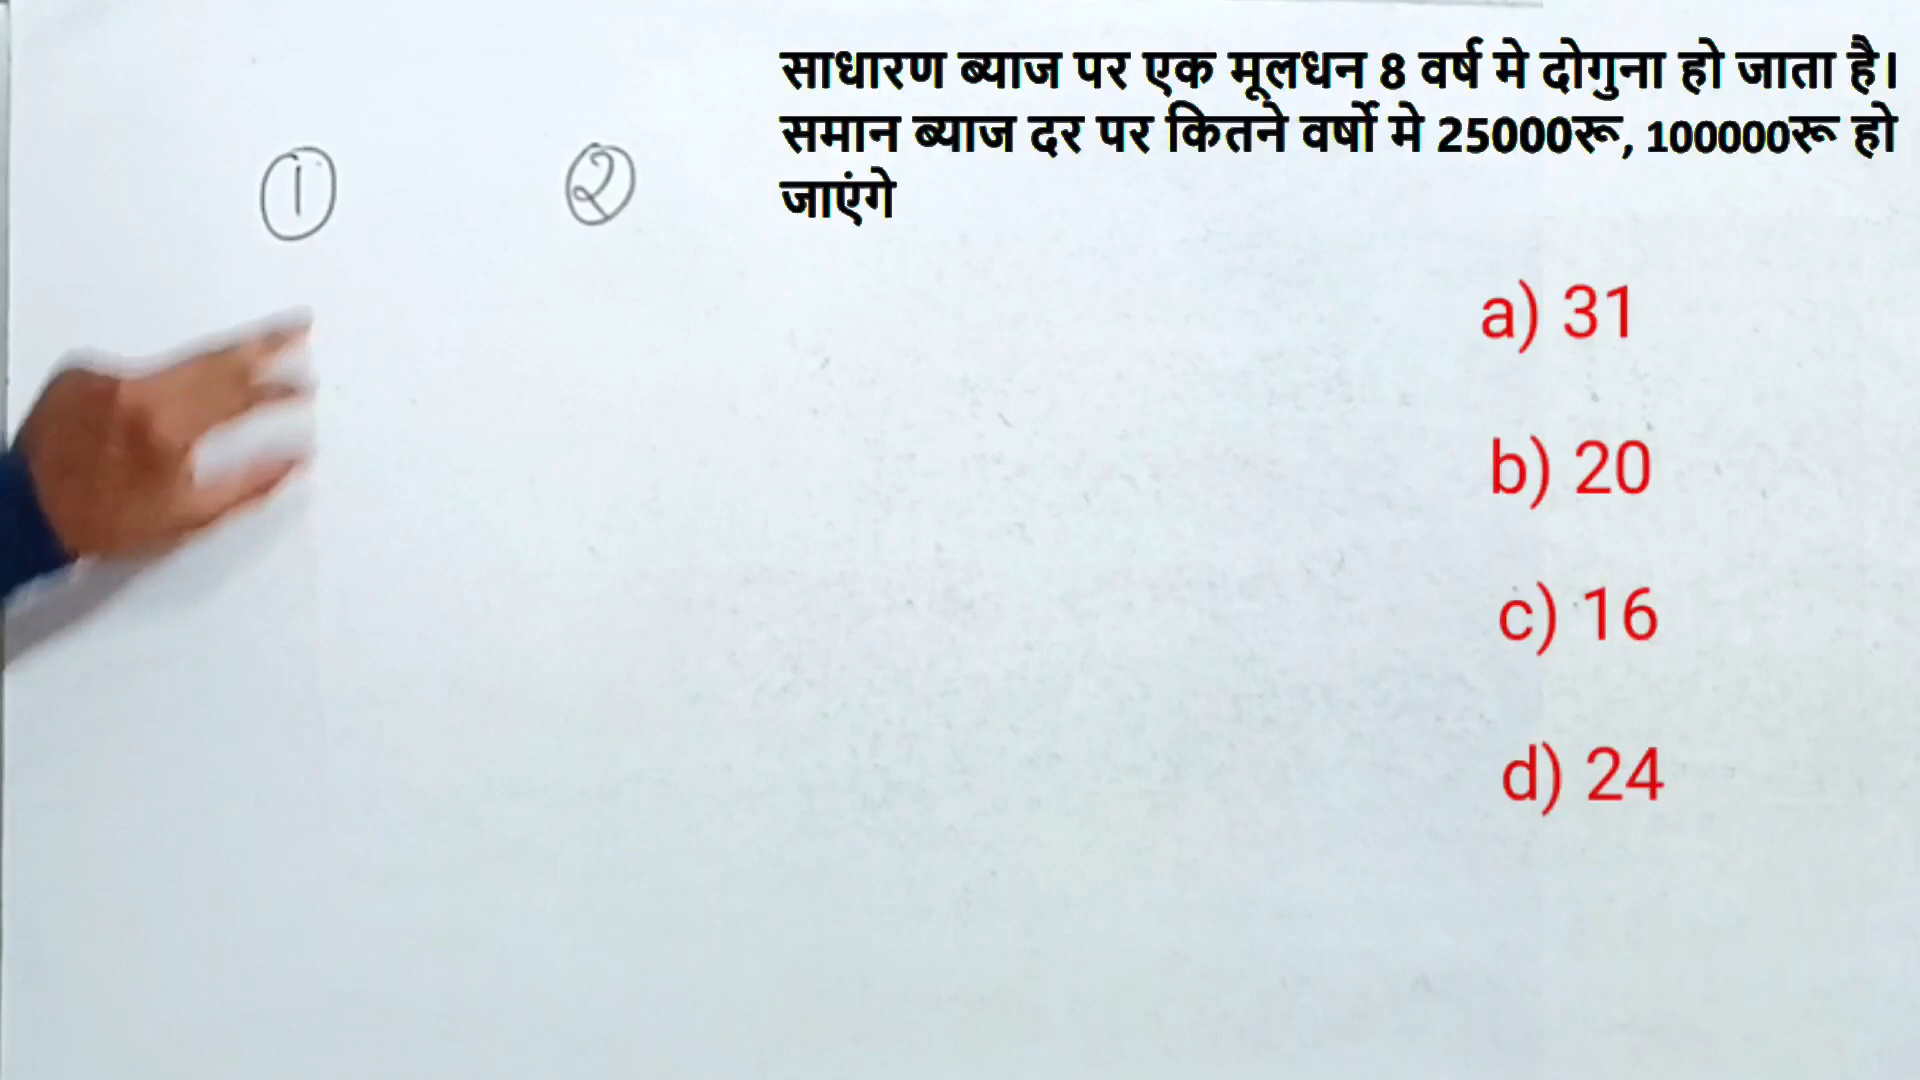 साधारण ब्याज पर एक मूलधन 8 वर्ष मे दोगुना हो जाता है।
समान ब्याज दर पर कितने वर्षो मे 25000रू, 100000रू हो
जाएंगे
1 2
a) 31
b) 20
c) 16
d) 24